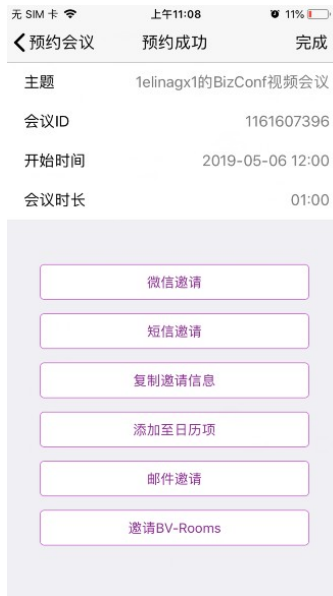 无 SIM 卡 上午11:08 11%
预约会议 预约成功 完成
主题 1elinagx1的BizConf视频会议
会议ID 1161607396
开始时间 2019-05-06 12:00
会议时长 01:00
微信邀请
短信邀请
复制邀请信息
添加至日历项
邮件邀请
邀请BV-Rooms